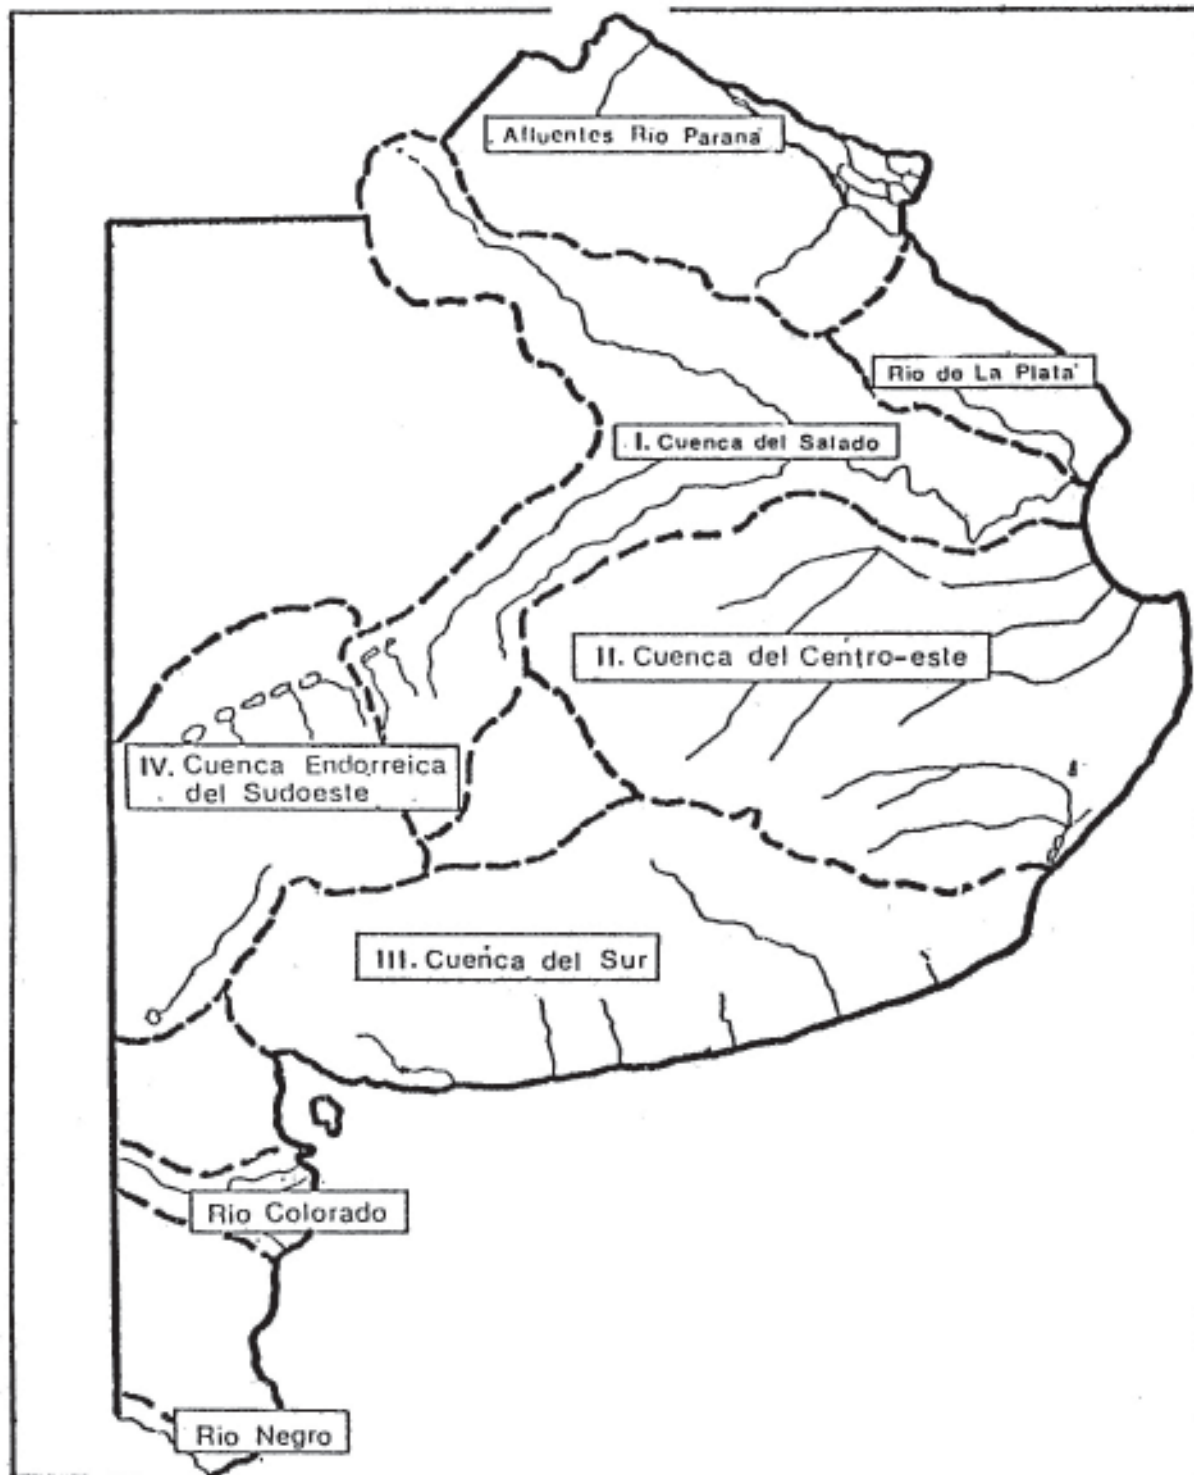 Afluentes Rio Parana
Rio de La Plata
I. Cuenca del Salado
II. Cuenca del Centro-este
IV. Cuenca Endorreica
del Sudoeste
III. Cuenca del Sur
Rio Colorado
Rio Negro